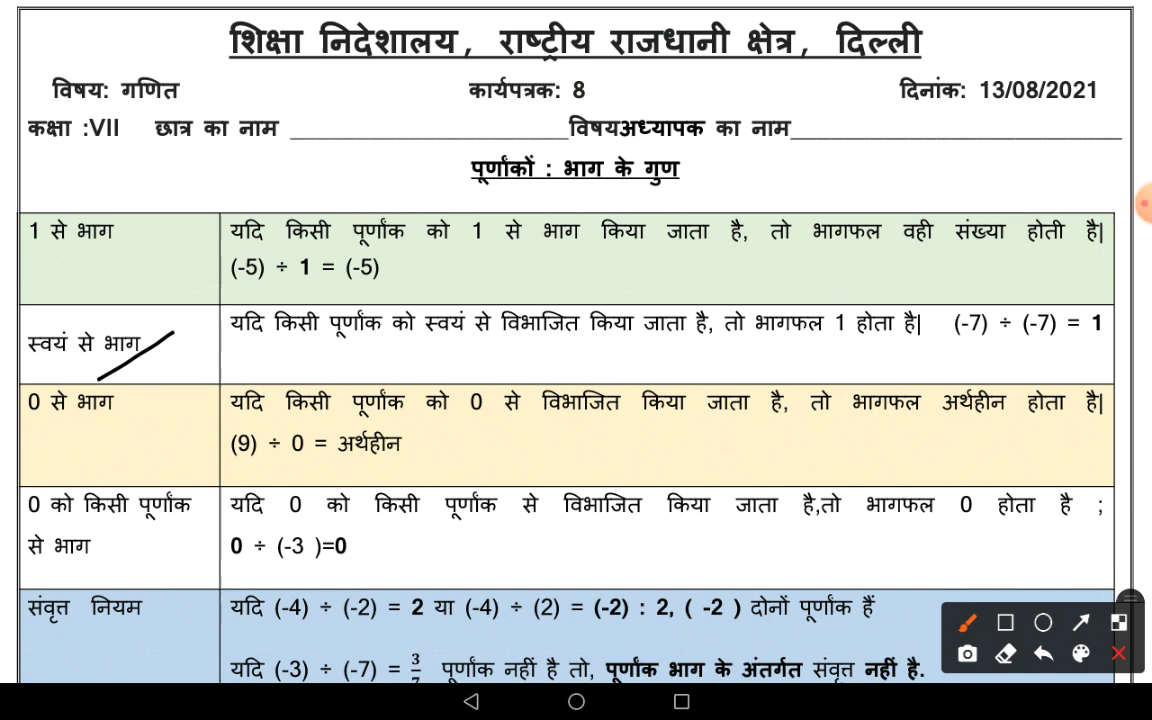 शिक्षा निदेशालय, राष्ट्रीय राजधानी क्षेत्र, दिल्ली
विषय: गणित कार्यपत्रक: 8 दिनांक: 13/08/2021
कक्षा :VII छात्र का नाम ____________________विषयअध्यापक का नाम____________________
पूर्णांकों : भाग के गुण
1 से भाग
यदि किसी पूर्णांक को 1 से भाग किया जाता है, तो भागफल वही संख्या होती है|
(-5) ÷ 1 = (-5)
स्वयं से भाग
यदि किसी पूर्णांक को स्वयं से विभाजित किया जाता है, तो भागफल 1 होता है| (-7) ÷ (-7) = 1
0 से भाग
यदि किसी पूर्णांक को 0 से विभाजित किया जाता है, तो भागफल अर्थहीन होता है|
(9) ÷ 0 = अर्थहीन
0 को किसी पूर्णांक
से भाग
यदि 0 को किसी पूर्णांक से विभाजित किया जाता है,तो भागफल 0 होता है ;
0 ÷ (-3 )=0
संवृत्त नियम
यदि (-4) ÷ (-2) = 2 या (-4) ÷ (2) = (-2) : 2, ( -2 ) दोनों पूर्णांक हैं
यदि (-3) ÷ (-7) = 3/7 पूर्णांक नहीं है तो, पूर्णांक भाग के अंतर्गत संवृत नहीं है.